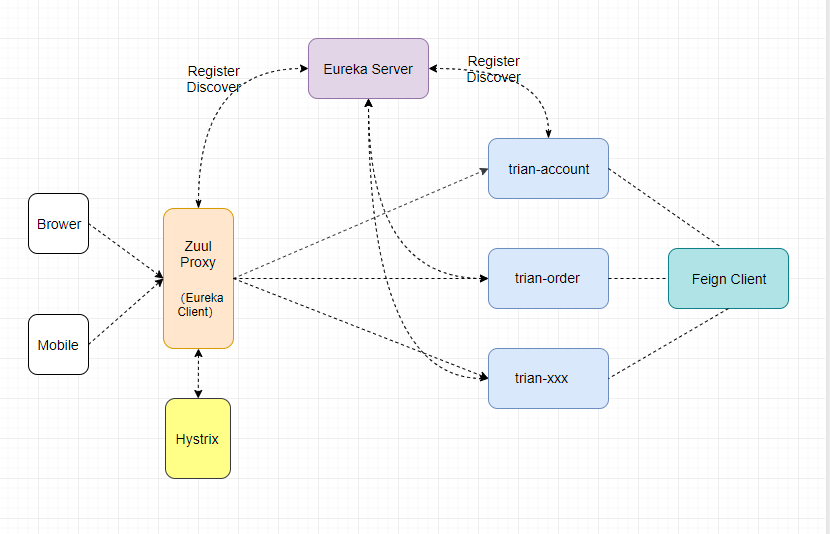 Eureka Server
Register
Discover
Register
Discover
trian-account
Brower
Zuul
Proxy
（Eureka
Client）
trian-order
Feign Client
Mobile
trian-xxx
Hystrix